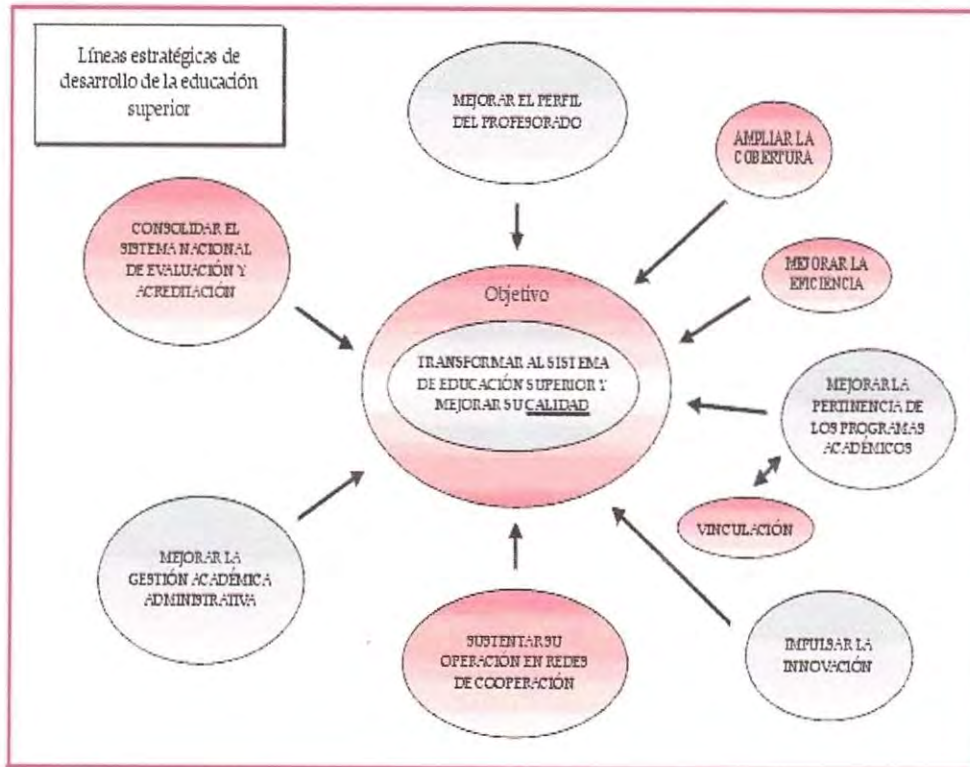 Líneas estratégicas de
desarrollo de la educación
superior
MEJORAR EL PERFIL
DEL PROFESORADO
AMPLIAR LA
COBERTURA
CONSOLIDAR EL
SISTEMA NACIONAL
DE EVALUACIÓN Y
ACREDITACIÓN
MEJORAR LA
EFICIENCIA
Objetivo
TRANSFORMAR AL SISTEMA
DE EDUCACIÓN SUPERIOR Y
MEJORAR SU CALIDAD
MEJORAR LA
PERTINENCIA DE
LOS PROGRAMAS
ACADÉMICOS
VINCULACIÓN
MEJORAR LA
GESTIÓN ACADÉMICA
ADMINISTRATIVA
SUSTENTAR SU
OPERACIÓN EN REDES
DE COOPERACIÓN
IMPULSAR LA
INNOVACIÓN